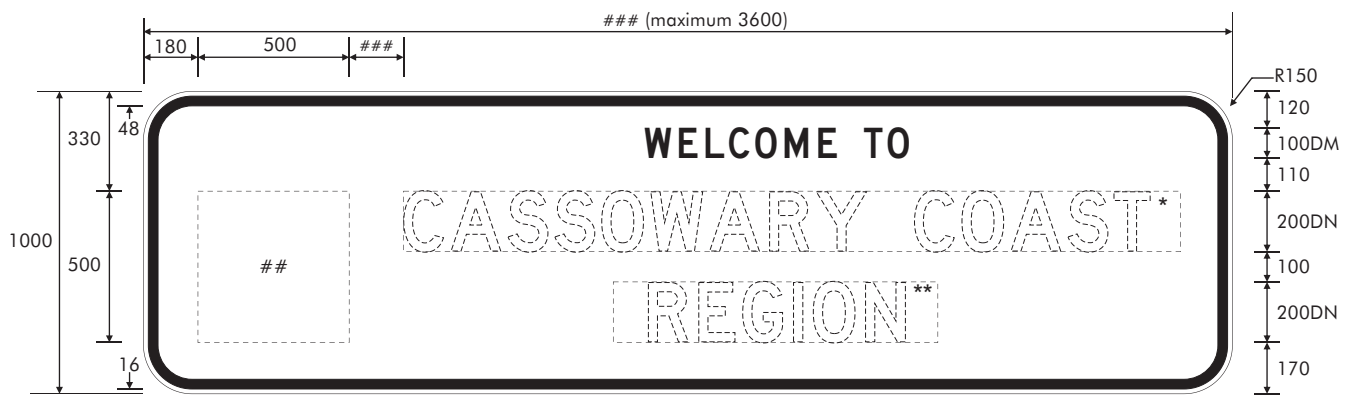 ### (maximum 3600)
180 500 ###
R150
48
330
120
WELCOME TO
100DM
110
CASSOWARY COAST*
200DN
1000
500
##
100
REGION**
200DN
16
170